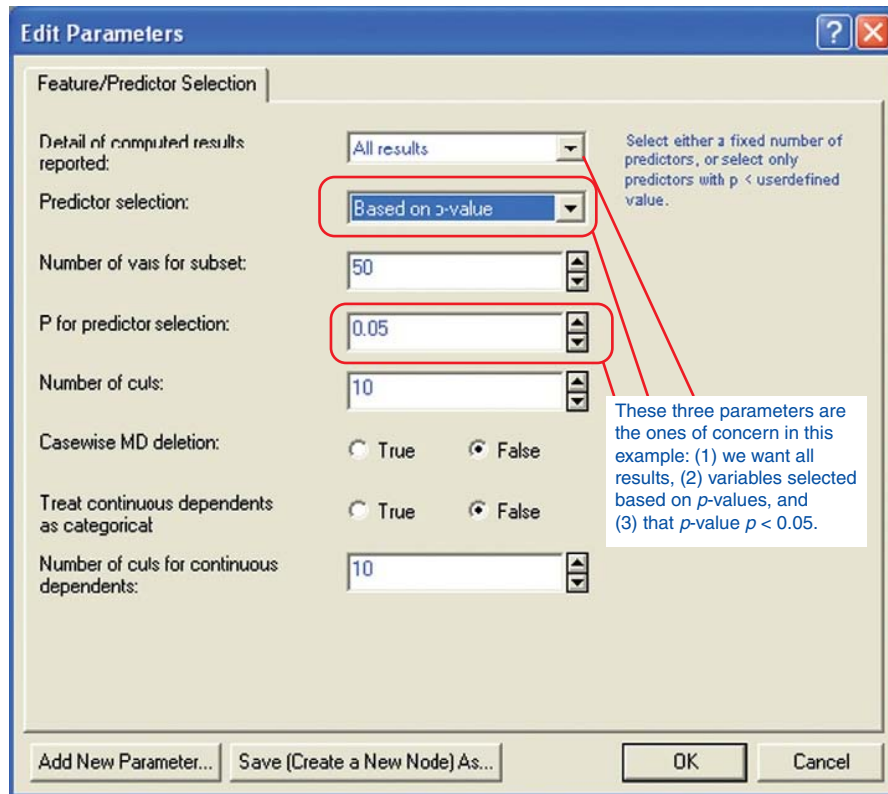 Edit Parameters
Feature/Predictor Selection
Detail of computed results
reported:
All results
Select either a fixed number of
predictors, or select only
predictors with p < userdefined
value.
Predictor selection:
Based on p-value
Number of vars for subset:
50
P for predictor selection:
0.05
Number of cuts:
10
These three parameters are
the ones of concern in this
example: (1) we want all
results, (2) variables selected
based on p-values, and
(3) that p-value p < 0.05.
Casewise MD deletion:
True
False
Treat continuous dependents
as categorical:
True
False
Number of cuts for continuous
dependents:
10
Add New Parameter...
Save (Create a New Node) As...
OK
Cancel